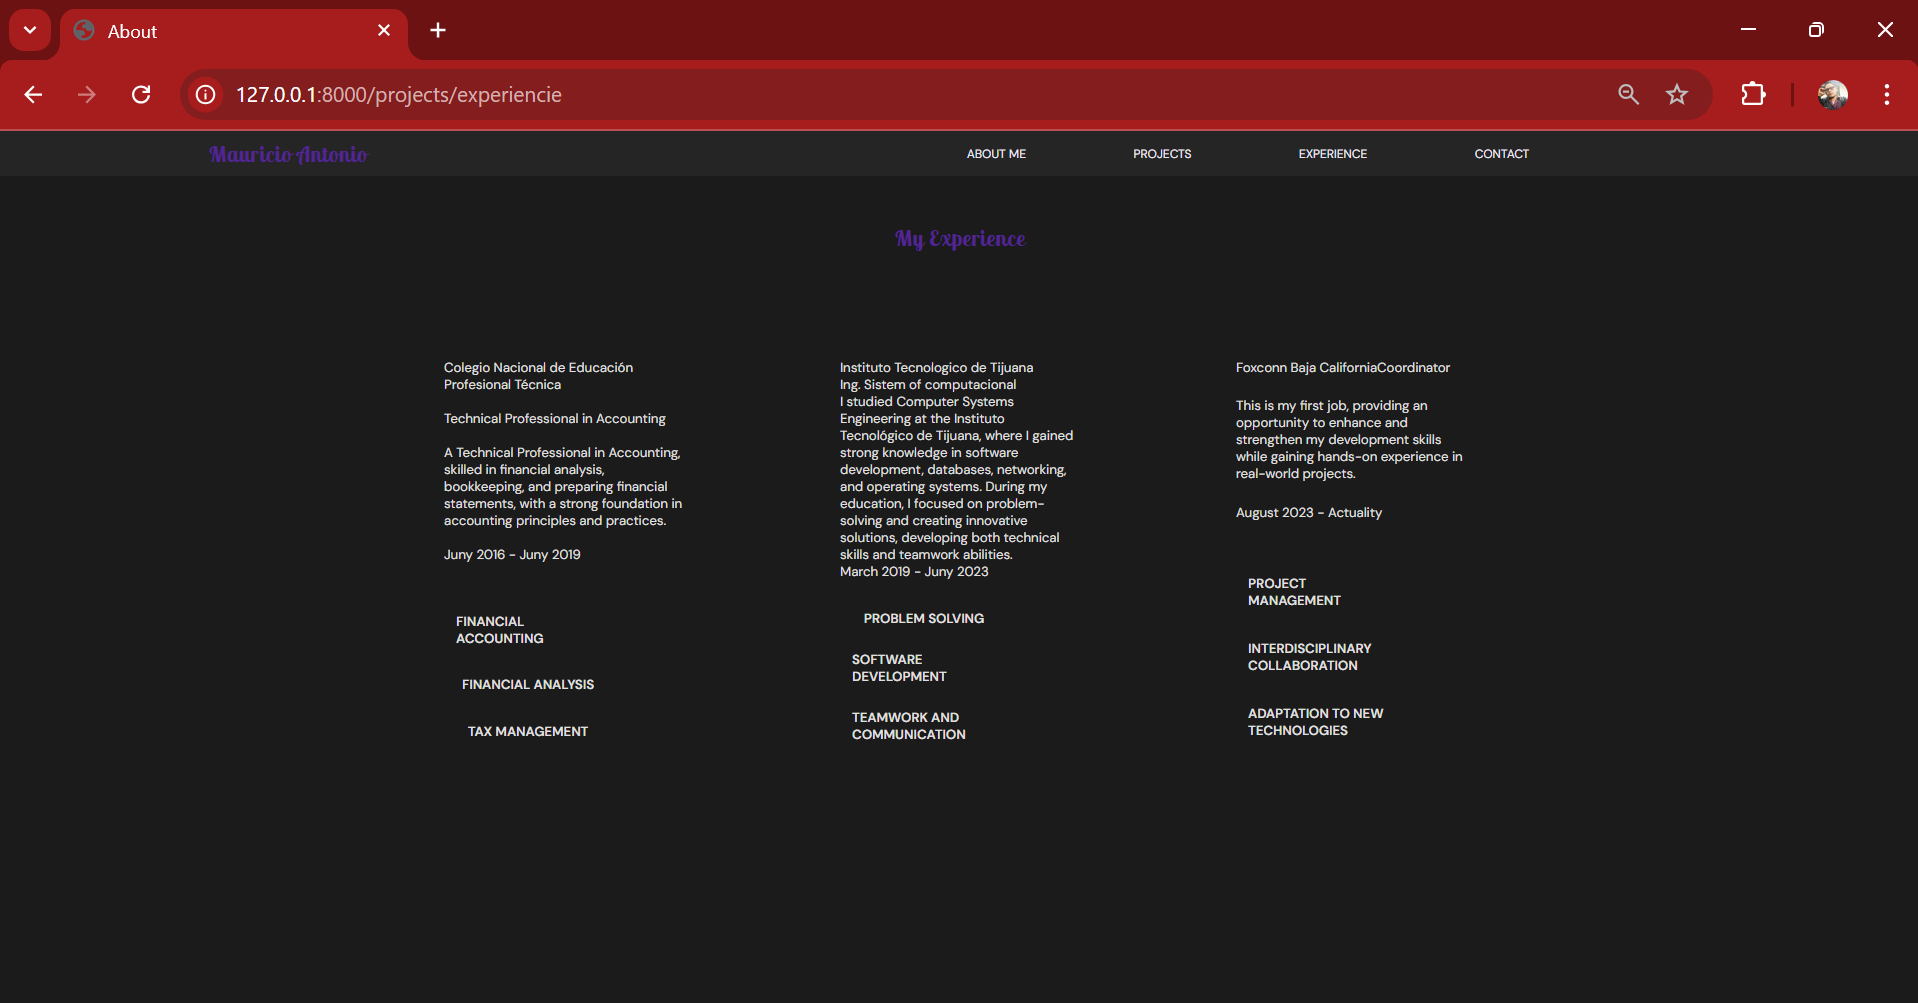 About
127.0.0.1:8000/projects/experiencie
Mauricio Antonio
ABOUT ME
PROJECTS
EXPERIENCE
CONTACT
My Experience
Colegio Nacional de Educación
Profesional Técnica
Technical Professional in Accounting
A Technical Professional in Accounting,
skilled in financial analysis,
bookkeeping, and preparing financial
statements, with a strong foundation in
accounting principles and practices.
Juny 2016 - Juny 2019
FINANCIAL
ACCOUNTING
FINANCIAL ANALYSIS
TAX MANAGEMENT
Instituto Tecnologico de Tijuana
Ing. Sistem of computacional
I studied Computer Systems
Engineering at the Instituto
Tecnológico de Tijuana, where I gained
strong knowledge in software
development, databases, networking,
and operating systems. During my
education, I focused on problem-
solving and creating innovative
solutions, developing both technical
skills and teamwork abilities.
March 2019 - Juny 2023
PROBLEM SOLVING
SOFTWARE
DEVELOPMENT
TEAMWORK AND
COMMUNICATION
Foxconn Baja CaliforniaCoordinator
This is my first job, providing an
opportunity to enhance and
strengthen my development skills
while gaining hands-on experience in
real-world projects.
August 2023 - Actuality
PROJECT
MANAGEMENT
INTERDISCIPLINARY
COLLABORATION
ADAPTATION TO NEW
TECHNOLOGIES